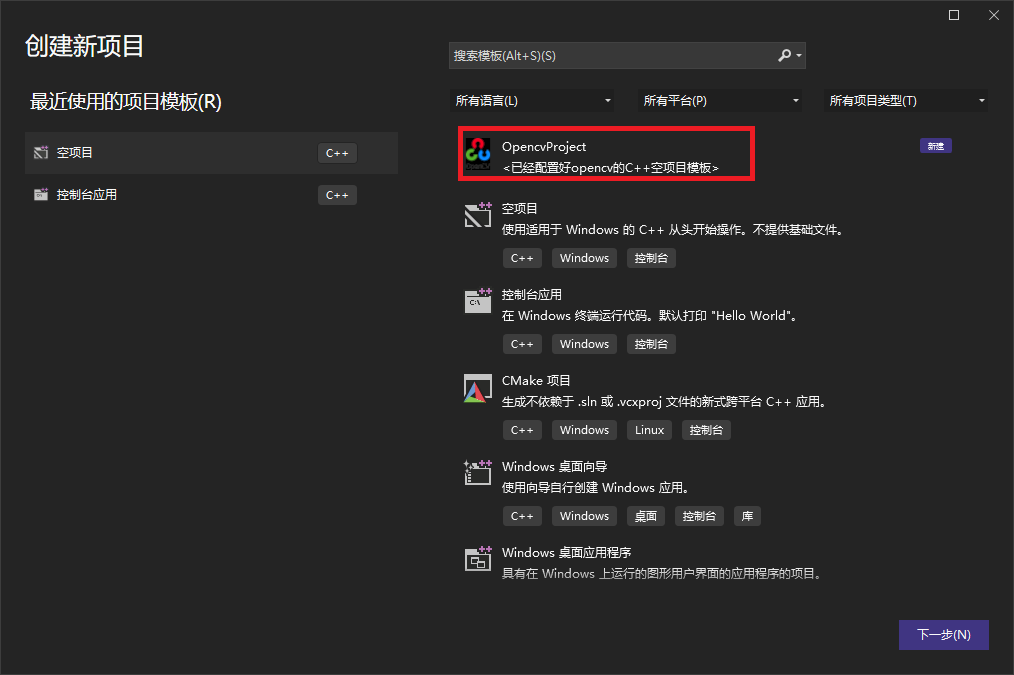 创建新项目
最近使用的项目模板(R)
空项目
C++
控制台应用
C++
搜索模板(Alt+S)(S)
所有语言(L)
所有平台(P)
所有项目类型(T)
OpencvProject
新建
<已经配置好opencv的C++空项目模板>
空项目
使用适用于 Windows 的 C++ 从头开始操作。不提供基础文件。
C++ Windows 控制台
控制台应用
在 Windows 终端运行代码。默认打印 "Hello World"。
C++ Windows 控制台
CMake 项目
生成不依赖于 .sln 或 .vcxproj 文件的新式跨平台 C++ 应用。
C++ Windows Linux 控制台
Windows 桌面向导
使用向导自行创建 Windows 应用。
C++ Windows 桌面 控制台 库
Windows 桌面应用程序
具有在 Windows 上运行的图形用户界面的应用程序的项目。
下一步(N)